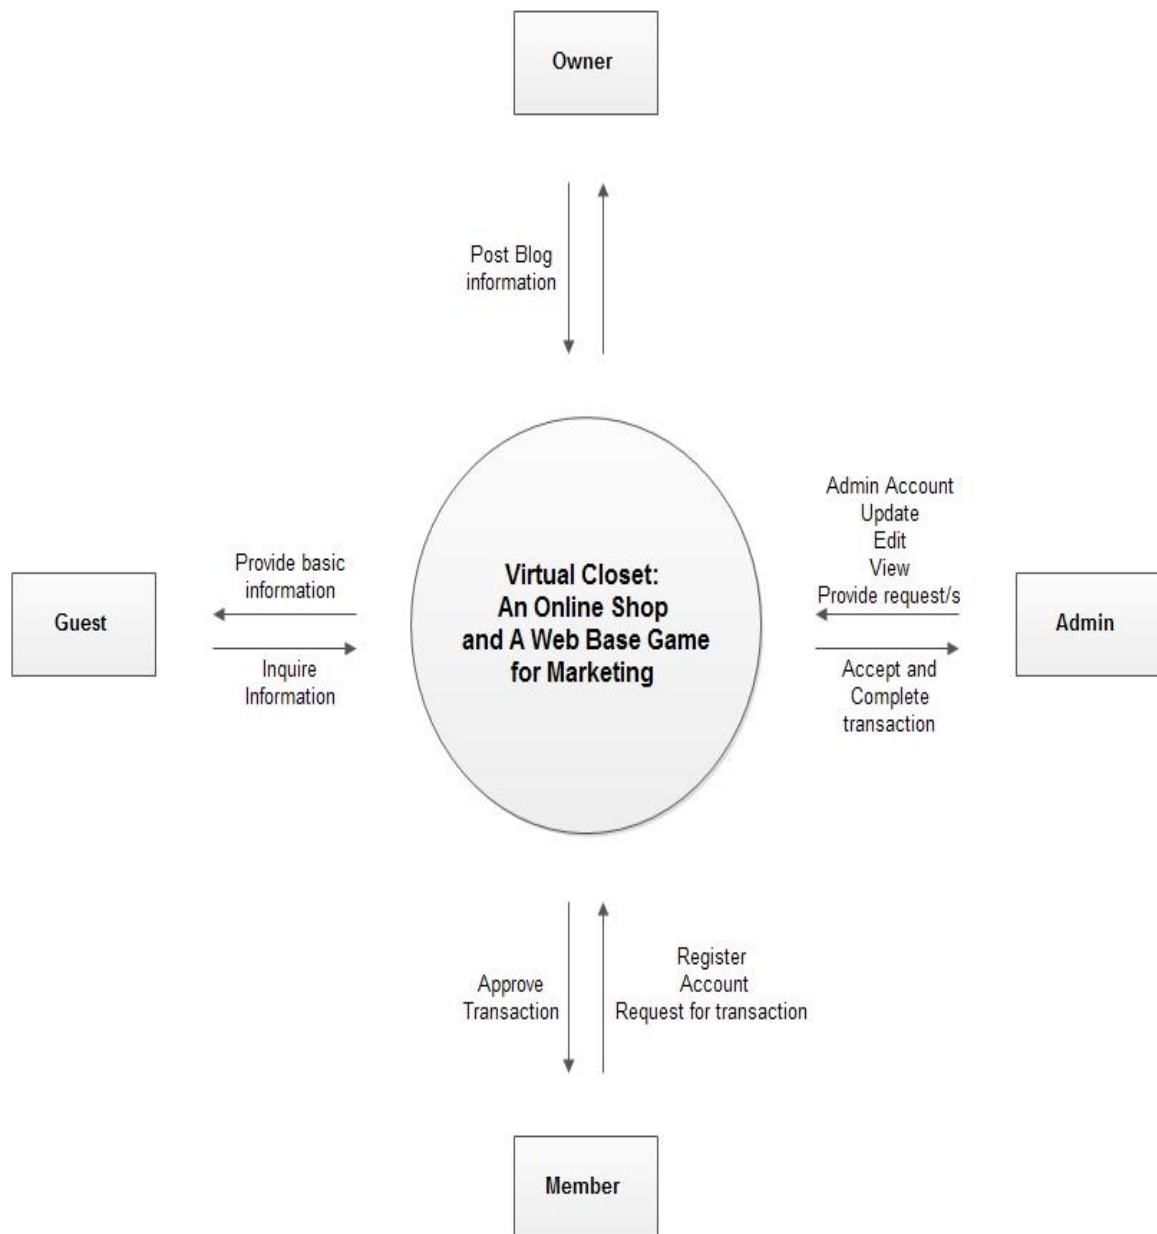 Owner
Post Blog
information
Admin Account
Update
Edit
View
Provide request/s
Provide basic
information
Virtual Closet:
An Online Shop
and A Web Base Game
for Marketing
Guest
Admin
Inquire
Information
Accept and
Complete
transaction
Approve
Transaction
Register
Account
Request for transaction
Member